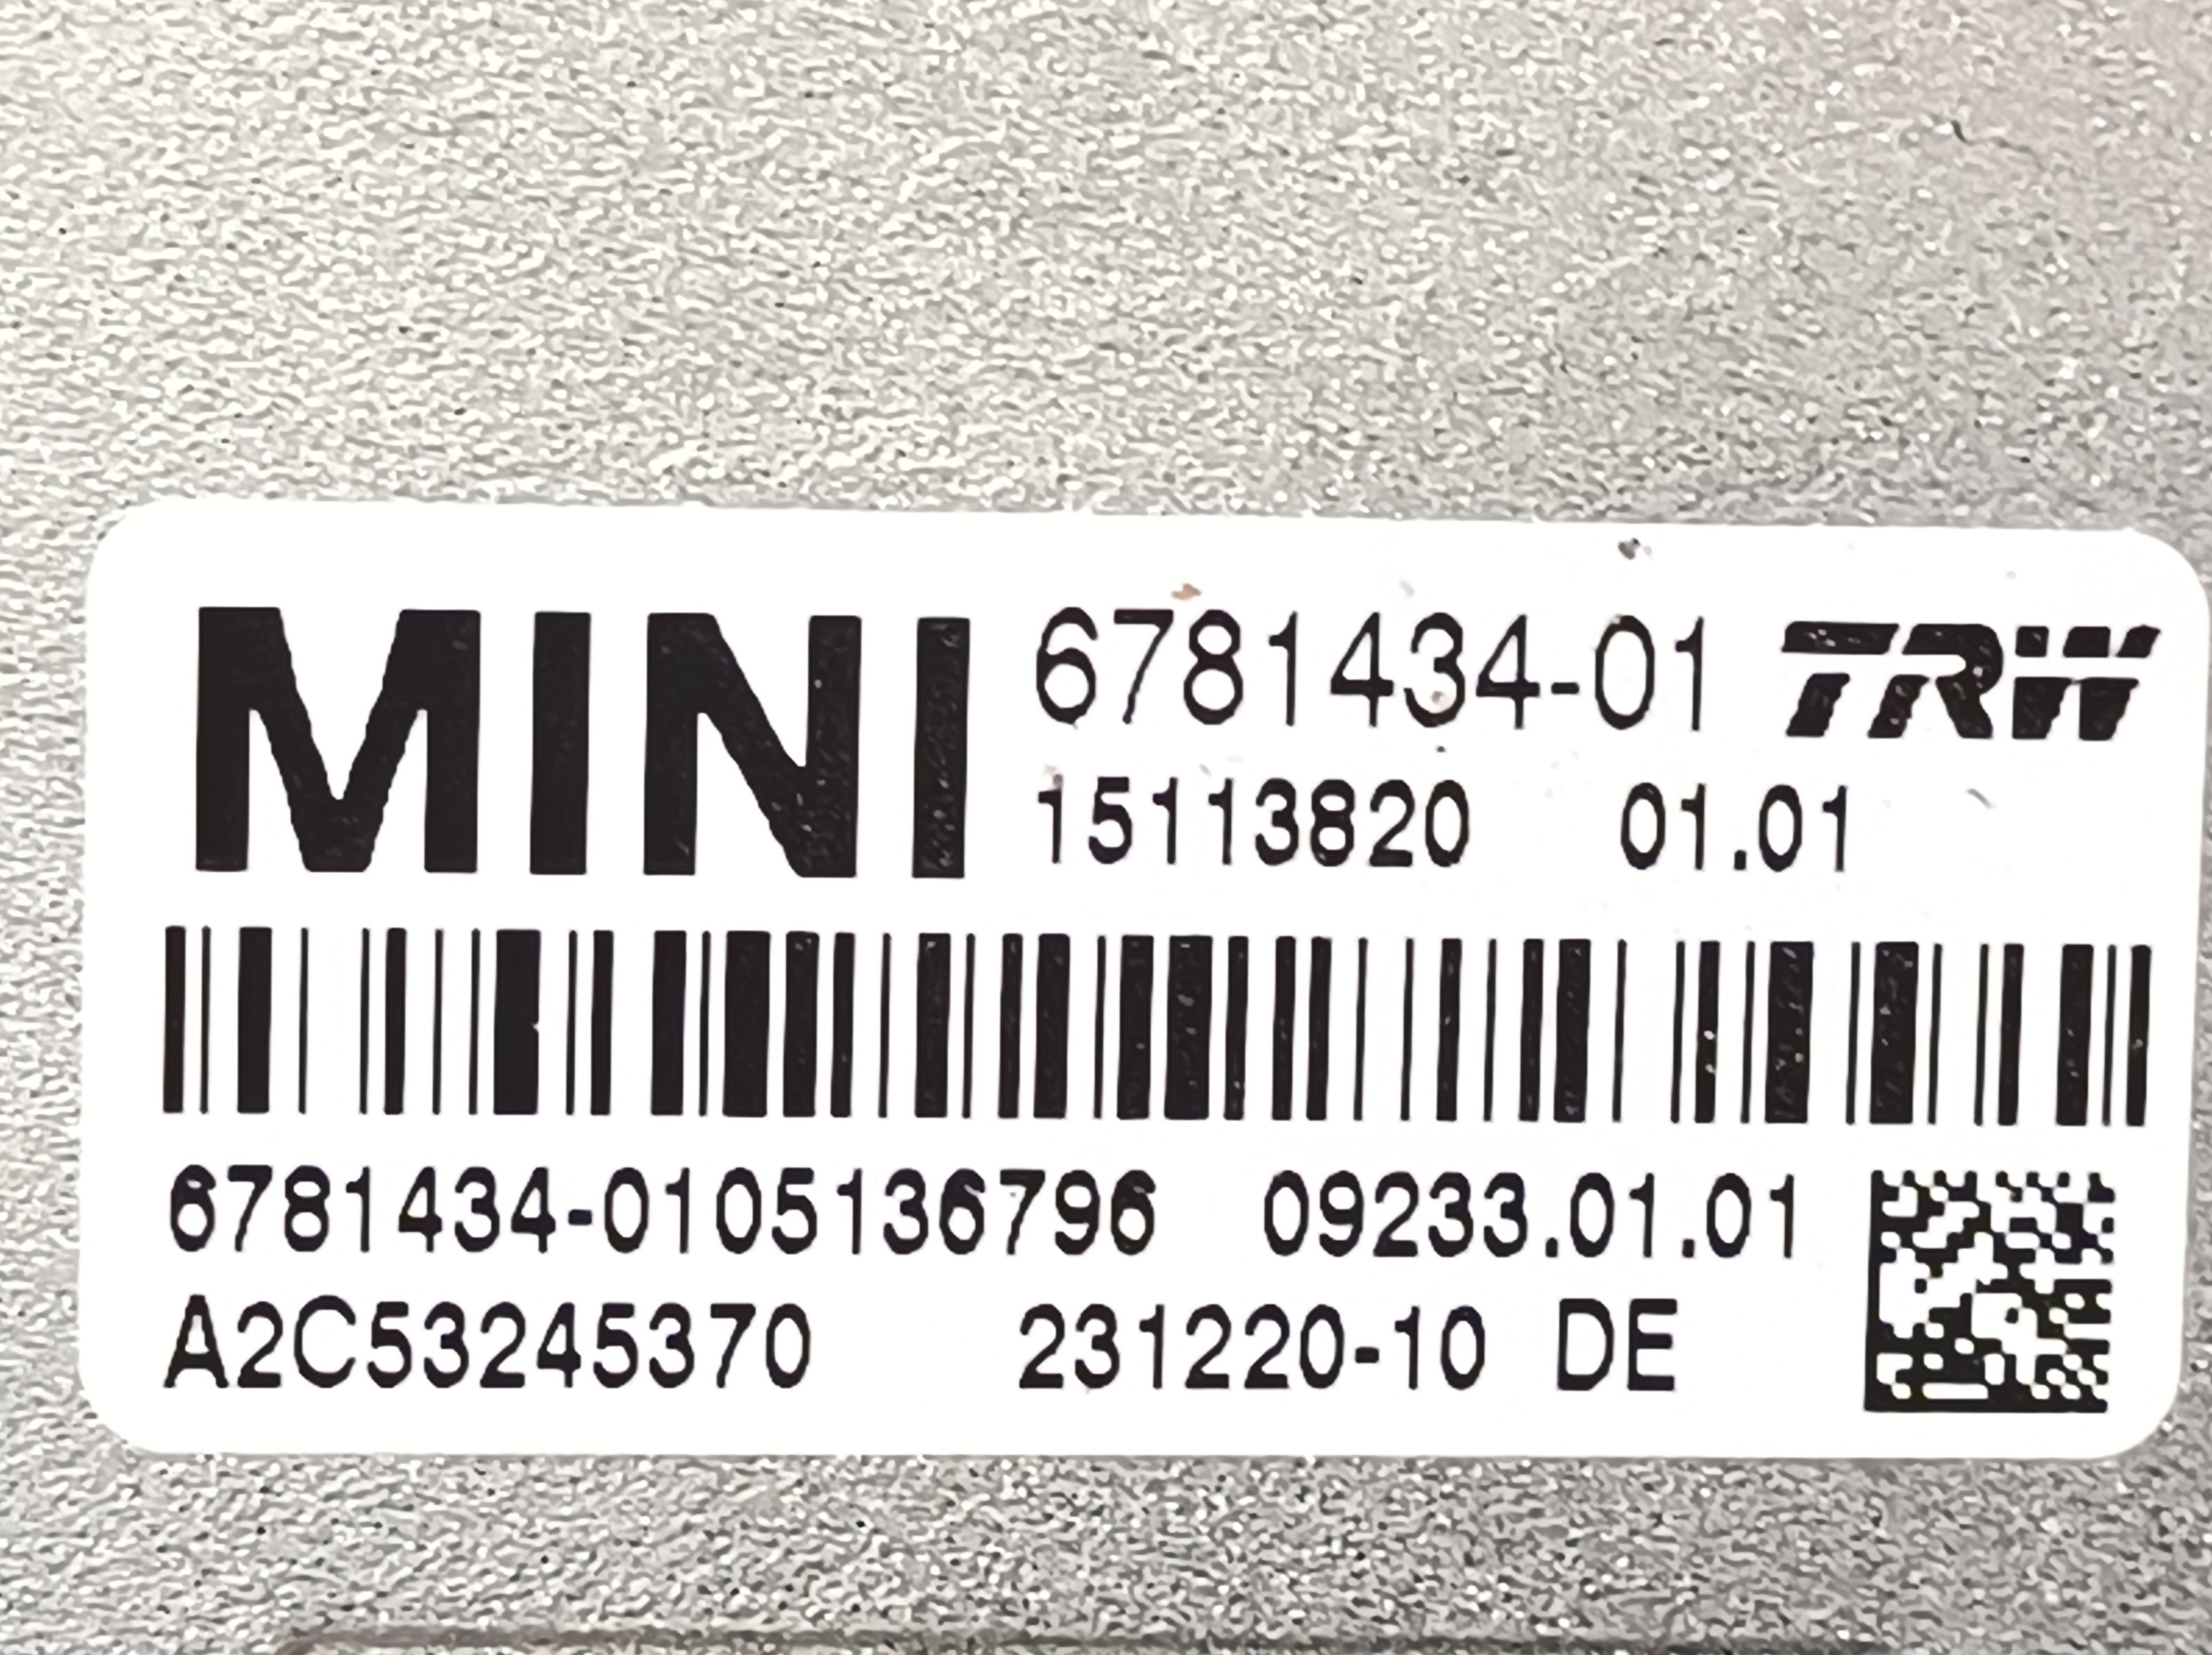 MINI 6781434-01 TRW
15113820 01.01
6781434-0105136796 09233.01.01
A2C53245370 231220-10 DE